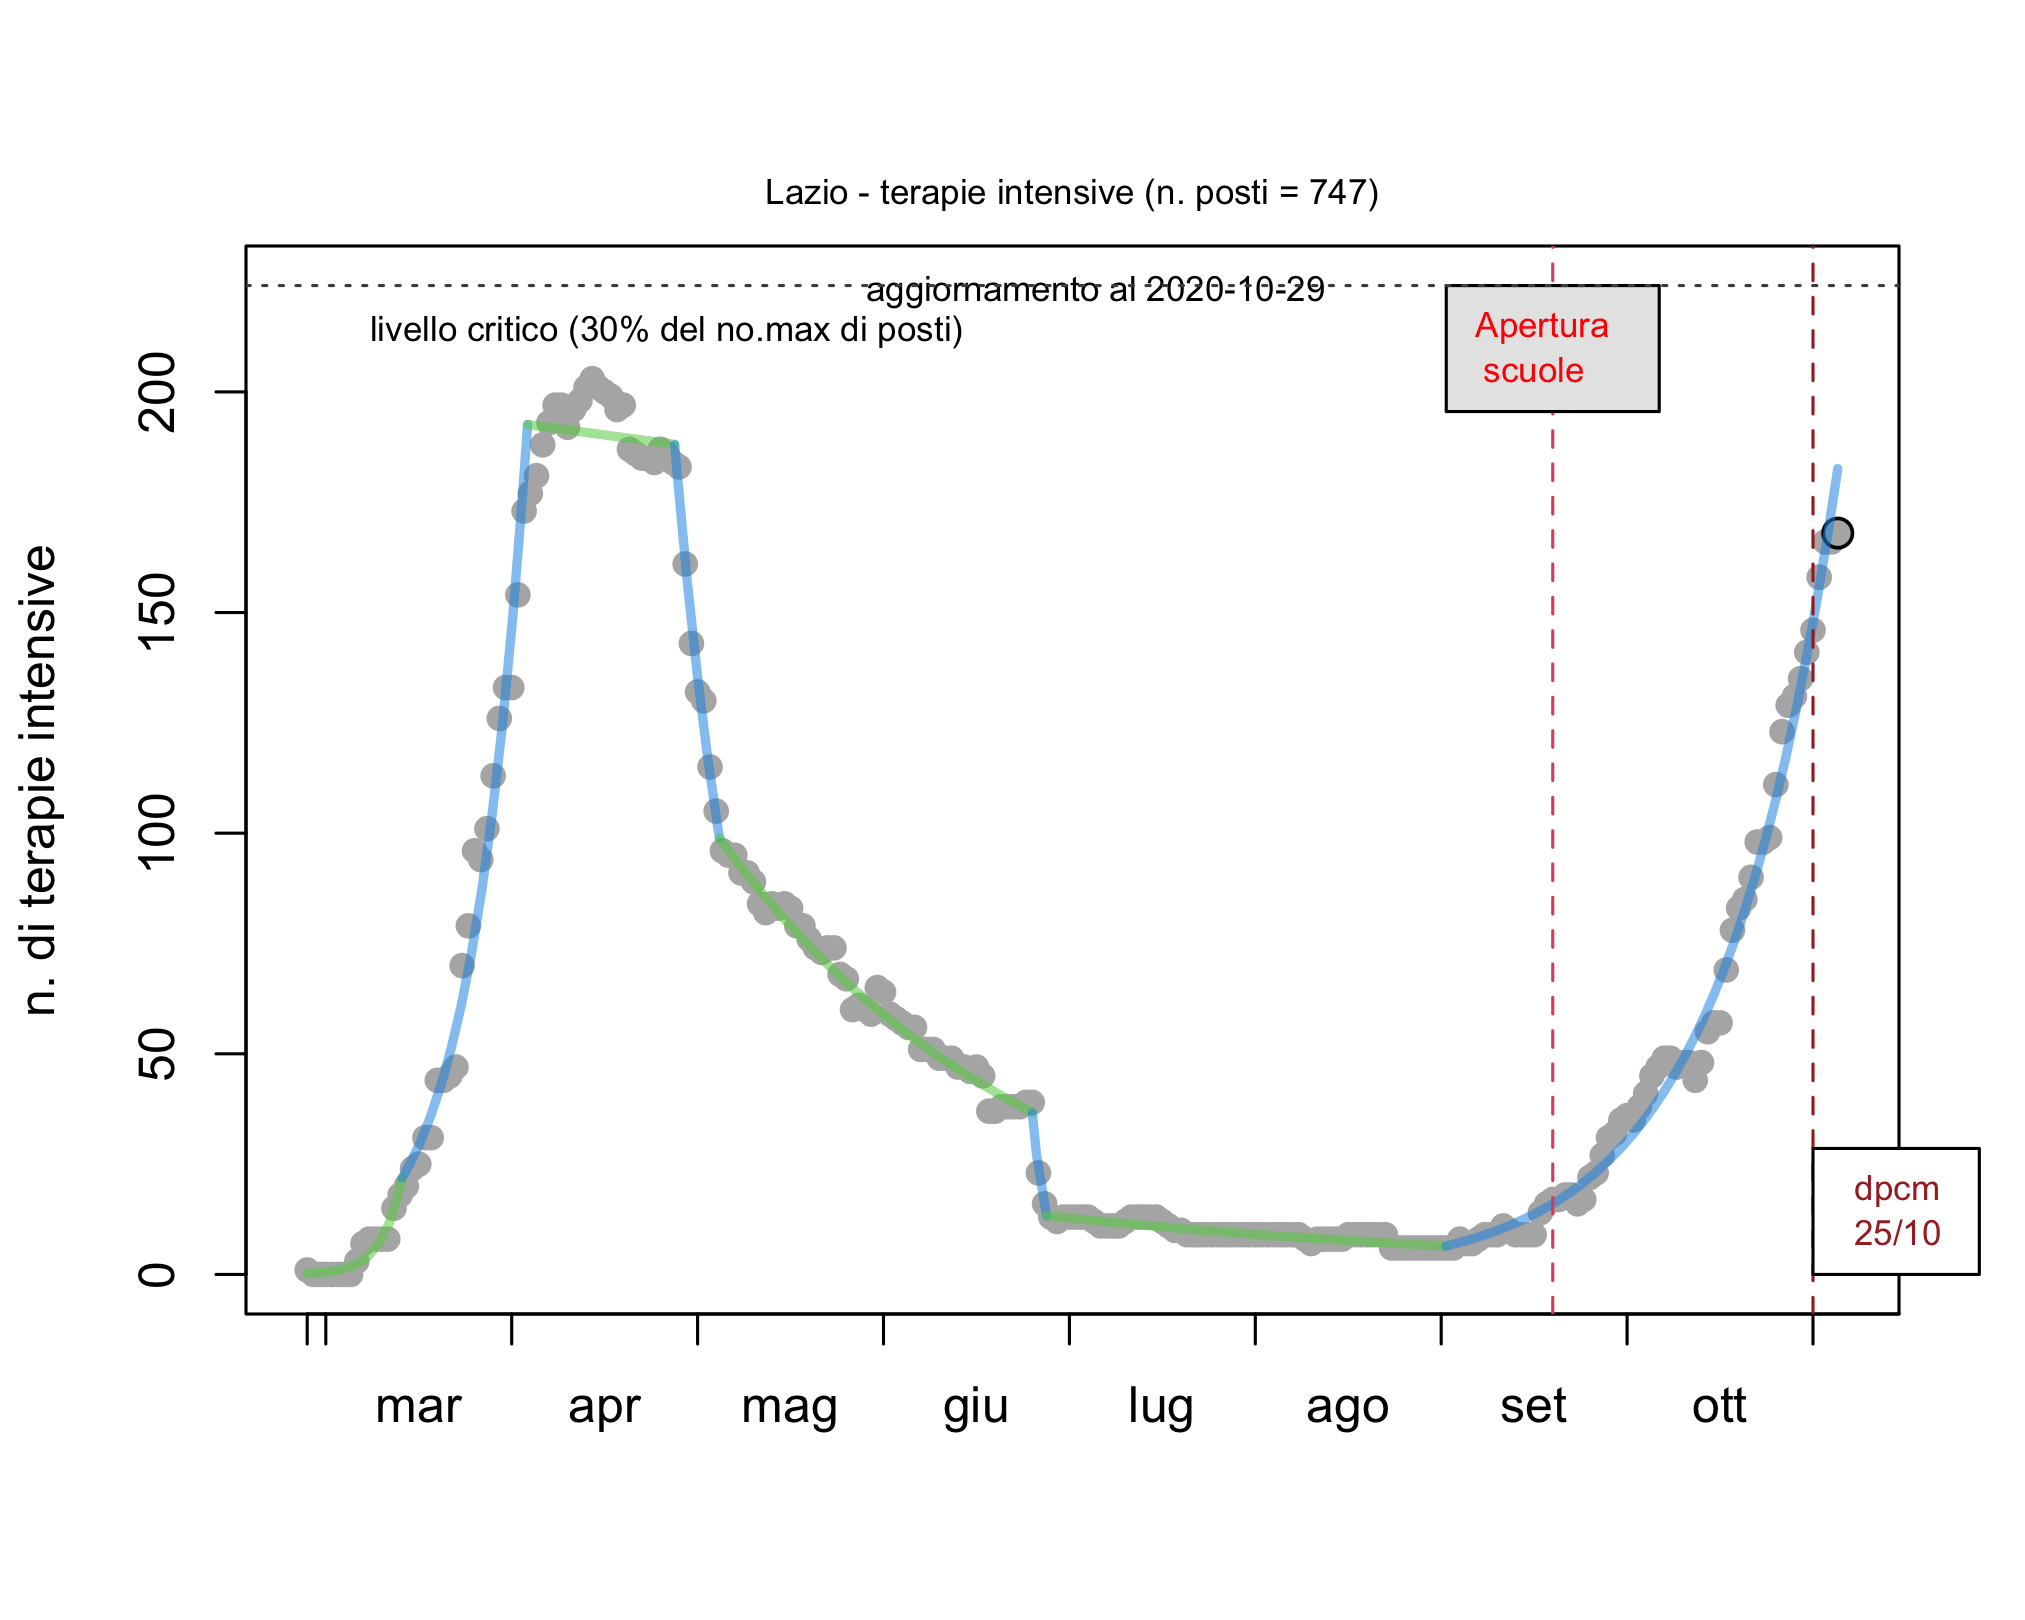 Lazio - terapie intensive (n. posti = 747)
aggiornamento al 2020-10-29
livello critico (30% del no.max di posti)
Apertura
scuole
n. di terapie intensive
200
150
100
50
0
dpcm
25/10
mar apr mag giu lug ago set ott